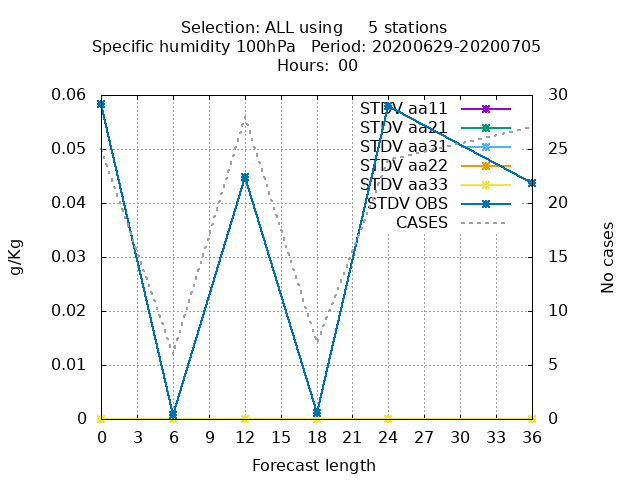 Selection: ALL using     5 stations
Specific humidity 100hPa   Period: 20200629-20200705
Hours: 00
0.06
0.05
0.04
0.03
0.02
0.01
0
g/Kg
STDV aa11
STDV aa21
STDV aa31
STDV aa22
STDV aa33
STDV OBS
CASES
30
25
20
15
10
5
0
No cases
0 3 6 9 12 15 18 21 24 27 30 33 36
Forecast length